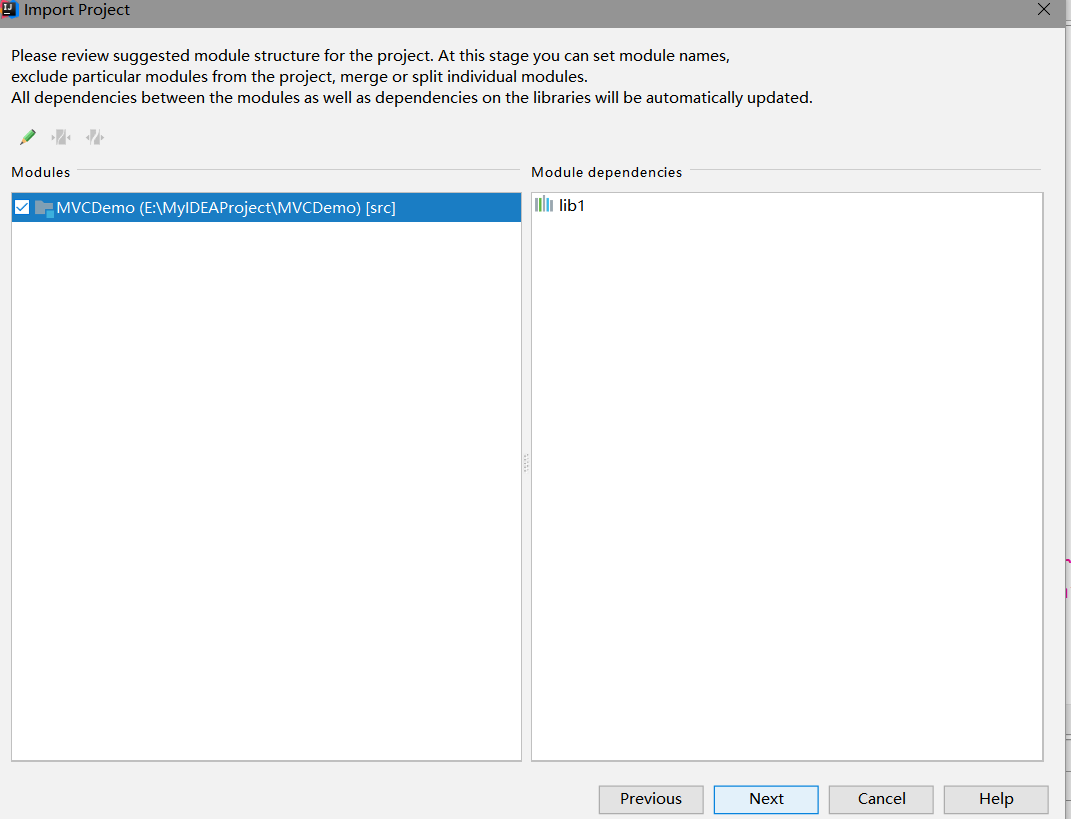 Import Project
Please review suggested module structure for the project. At this stage you can set module names,
exclude particular modules from the project, merge or split individual modules.
All dependencies between the modules as well as dependencies on the libraries will be automatically updated.
Modules
Module dependencies
MVCDemo (E:\MyIDEAProject\MVCDemo) [src]
lib1
Previous
Next
Cancel
Help